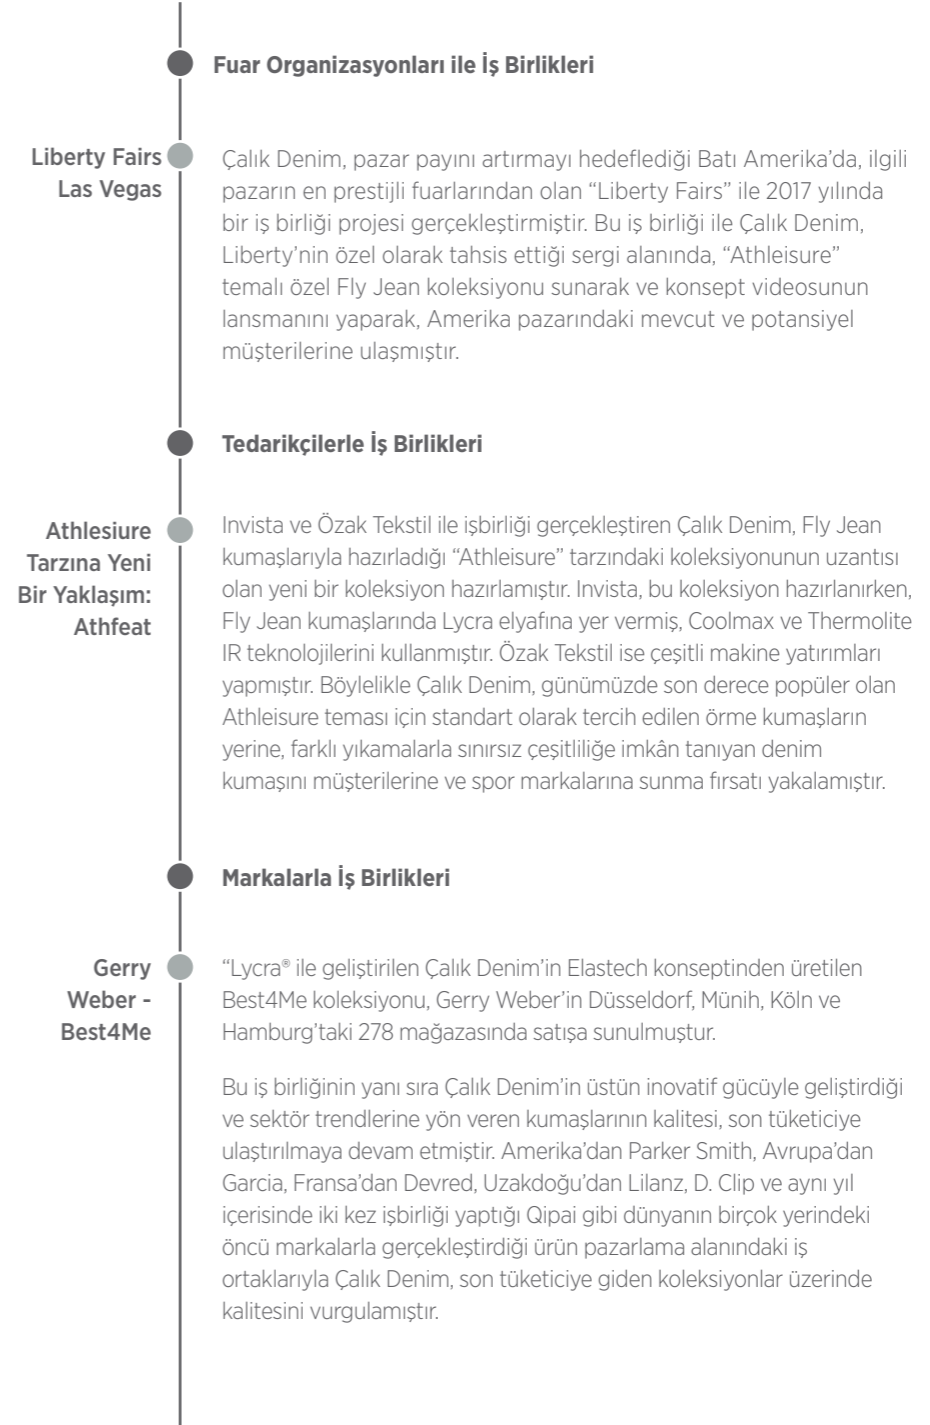 Fuar Organizasyonları ile İş Birlikleri
Liberty Fairs
Las Vegas
Çalık Denim, pazar payını artırmayı hedeflediği Batı Amerika’da, ilgili
pazarın en prestijli fuarlarından olan “Liberty Fairs” ile 2017 yılında
bir iş birliği projesi gerçekleştirmiştir. Bu iş birliği ile Çalık Denim,
Liberty’nin özel olarak tahsis ettiği sergi alanında, “Athleisure”
temalı özel Fly Jean koleksiyonu sunarak ve konsept videosunun
lansmanını yaparak, Amerika pazarındaki mevcut ve potansiyel
müşterilerine ulaşmıştır.
Tedarikçilerle İş Birlikleri
Athlesiure
Tarzına Yeni
Bir Yaklaşım:
Athfeat
Invista ve Özak Tekstil ile işbirliği gerçekleştiren Çalık Denim, Fly Jean
kumaşlarıyla hazırladığı “Athleisure” tarzındaki koleksiyonunun uzantısı
olan yeni bir koleksiyon hazırlamıştır. Invista, bu koleksiyon hazırlanırken,
Fly Jean kumaşlarında Lycra elyafına yer vermiş, Coolmax ve Thermolite
IR teknolojilerini kullanmıştır. Özak Tekstil ise çeşitli makine yatırımları
yapmıştır. Böylelikle Çalık Denim, günümüzde son derece popüler olan
Athleisure teması için standart olarak tercih edilen örme kumaşların
yerine, farklı yıkamalarla sınırsız çeşitliliğe imkân tanıyan denim
kumaşını müşterilerine ve spor markalarına sunma fırsatı yakalamıştır.
Markalarla İş Birlikleri
Gerry
Weber -
Best4Me
“Lycra® ile geliştirilen Çalık Denim’in Elastech konseptinden üretilen
Best4Me koleksiyonu, Gerry Weber’in Düsseldorf, Münih, Köln ve
Hamburg’taki 278 mağazasında satışa sunulmuştur.
Bu iş birliğinin yanı sıra Çalık Denim’in üstün inovatif gücüyle geliştirdiği
ve sektör trendlerine yön veren kumaşlarının kalitesi, son tüketiciye
ulaştırılmaya devam etmiştir. Amerika’dan Parker Smith, Avrupa’dan
Garcia, Fransa’dan Devred, Uzakdoğu’dan Lilanz, D. Clip ve aynı yıl
içerisinde iki kez işbirliği yaptığı Qipai gibi dünyanın birçok yerindeki
öncü markalarla gerçekleştirdiği ürün pazarlama alanındaki iş
ortaklarıyla Çalık Denim, son tüketiciye giden koleksiyonlar üzerinde
kalitesini vurgulamıştır.